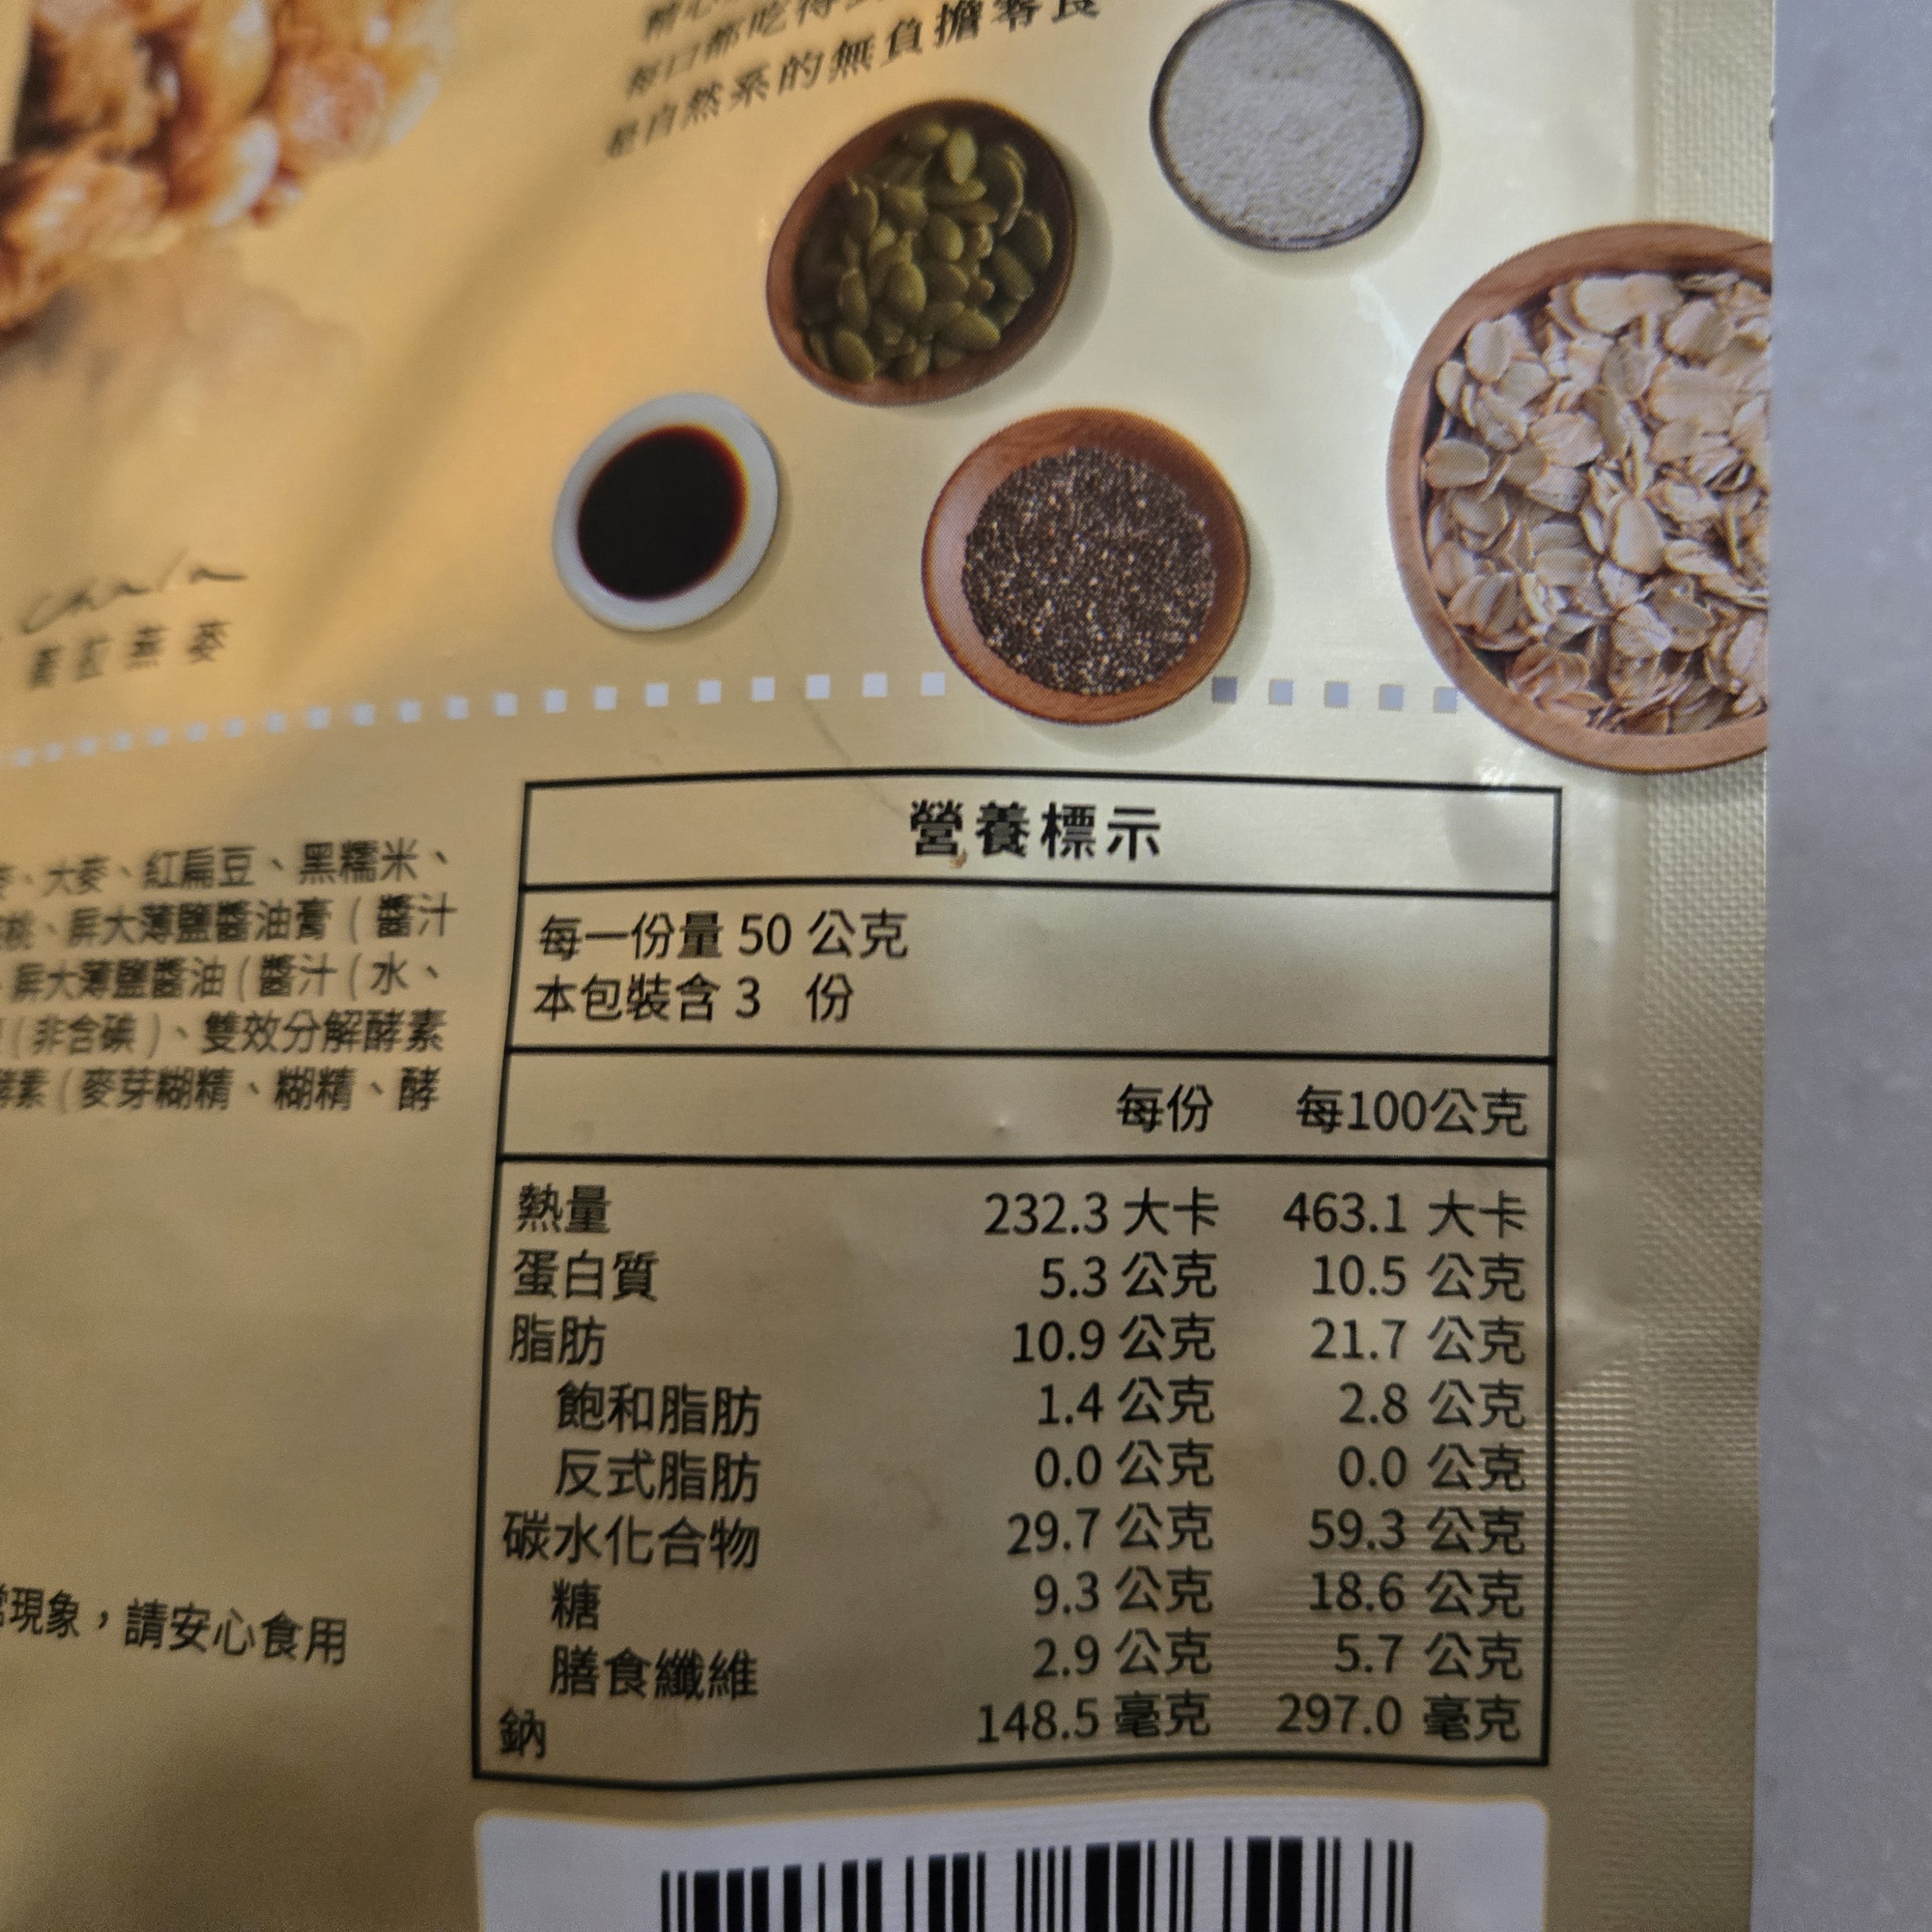 每口都吃得
是自然系的無負擔零食
chala
燕麥
、大麥、紅扁豆、黑糯米、
桃、屏大薄鹽醬油膏(醬汁
屏大薄鹽醬油(醬汁(水、
(非含碘)、雙效分解酵素
酵素(麥芽糊精、糊精、酵
現象,請安心食用
營養標示
每一份量 50 公克
本包裝含 3 份
每份 每100公克
熱量 232.3 大卡 463.1 大卡
蛋白質 5.3 公克 10.5 公克
脂肪 10.9 公克 21.7 公克
飽和脂肪 1.4 公克 2.8 公克
反式脂肪 0.0 公克 0.0 公克
碳水化合物 29.7 公克 59.3 公克
糖 9.3 公克 18.6 公克
膳食纖維 2.9 公克 5.7 公克
鈉 148.5 毫克 297.0 毫克